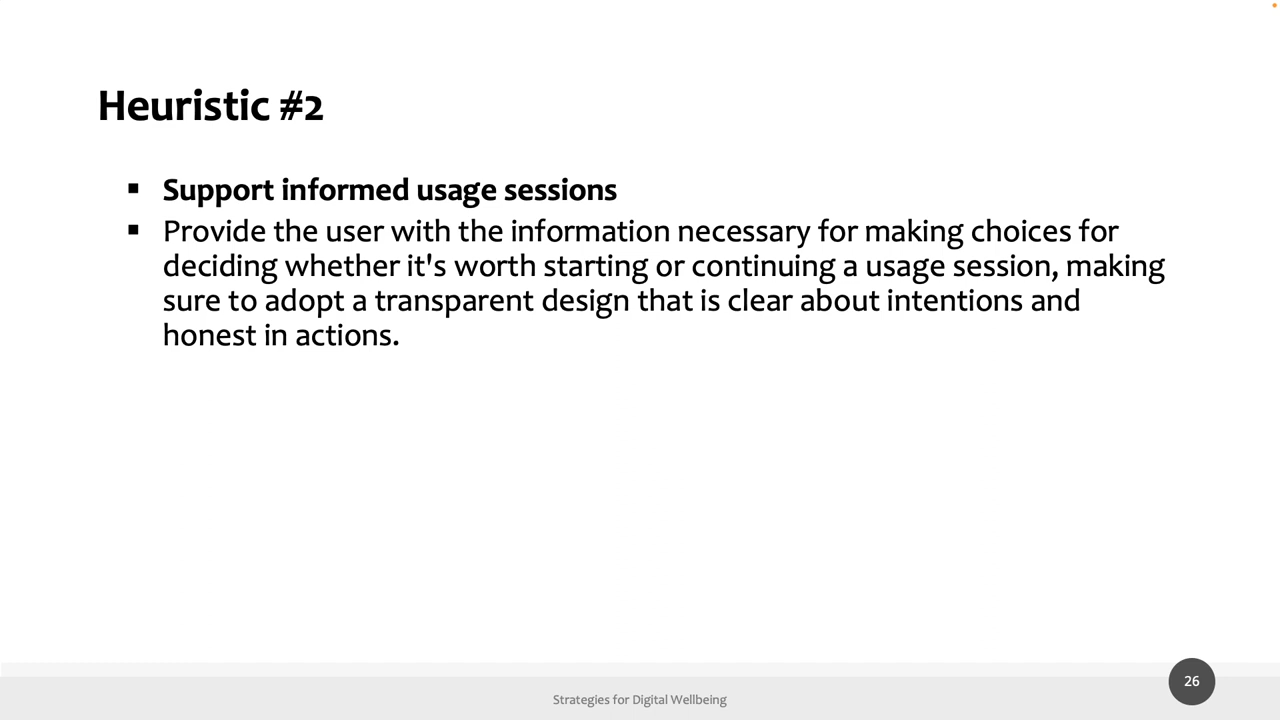 Heuristic #2
▪ Support informed usage sessions
▪ Provide the user with the information necessary for making choices for
deciding whether it's worth starting or continuing a usage session, making
sure to adopt a transparent design that is clear about intentions and
honest in actions.
Strategies for Digital Wellbeing
26